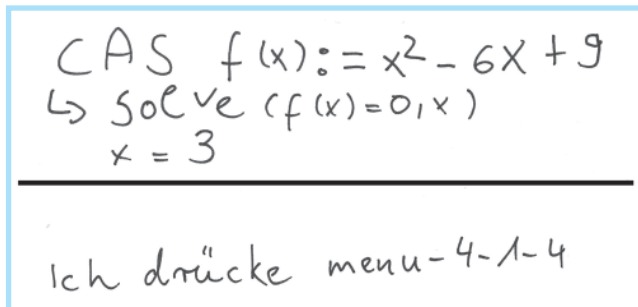 CAS f(x):= x² - 6x + 9
↳ solve (f(x)=0,x)
x = 3
Ich drücke menu-4-1-4